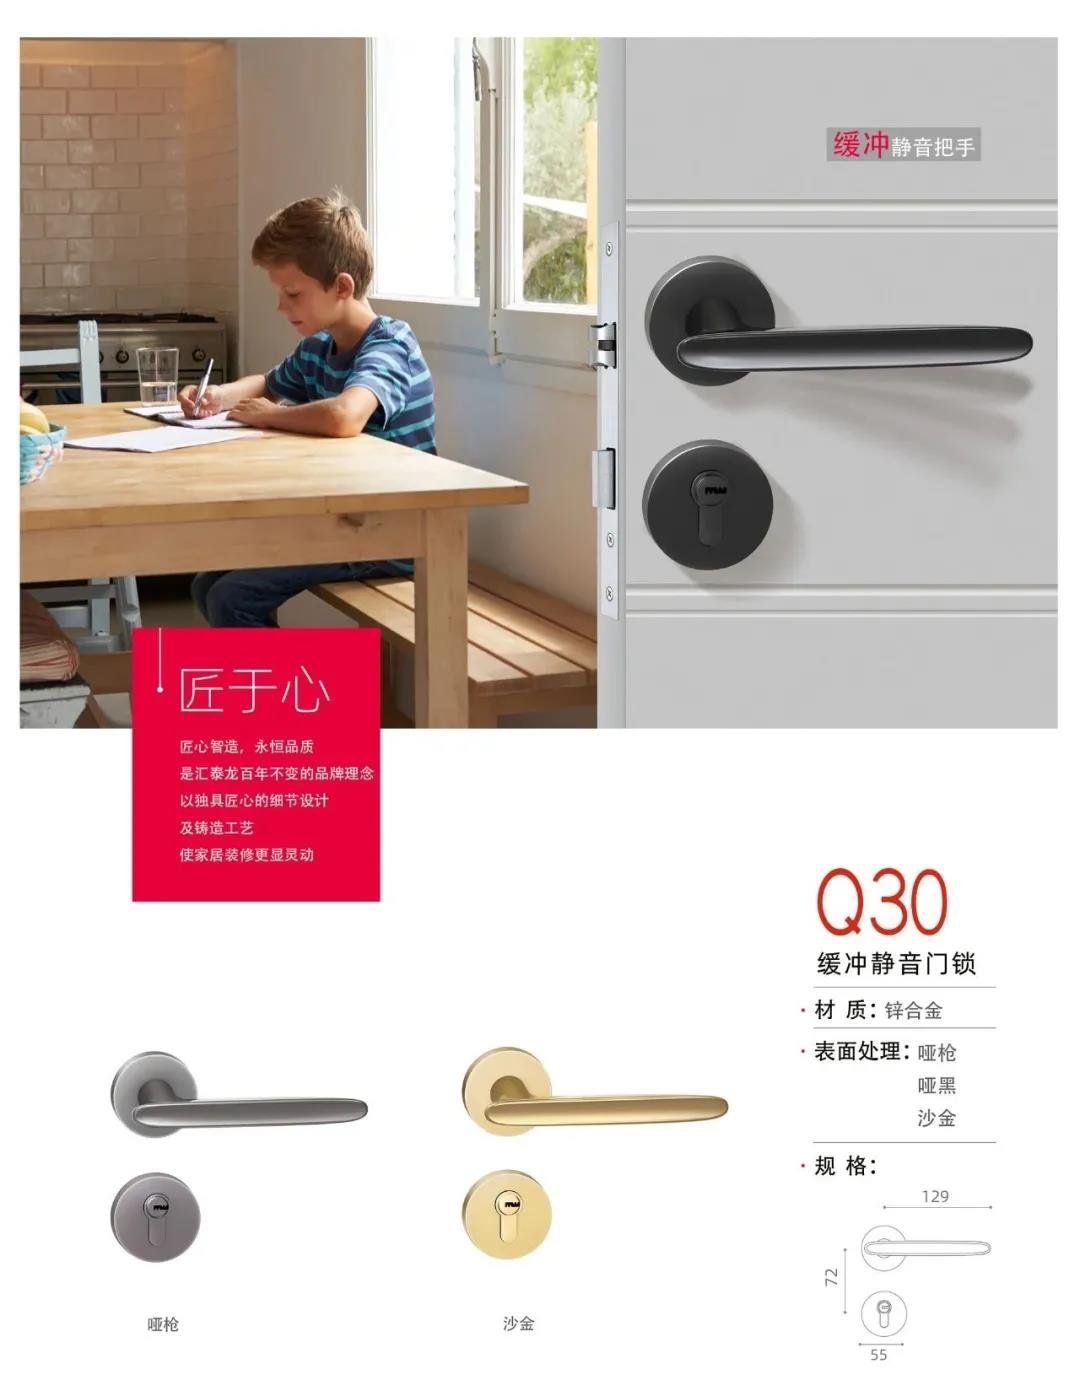 缓冲静音把手
匠于心
匠心智造，永恒品质
是汇泰龙百年不变的品牌理念
以独具匠心的细节设计
及铸造工艺
使家居装修更显灵动
Q30
缓冲静音门锁
· 材 质：锌合金
· 表面处理：哑枪
哑黑
沙金
· 规 格：
129
72
55
哑枪
沙金